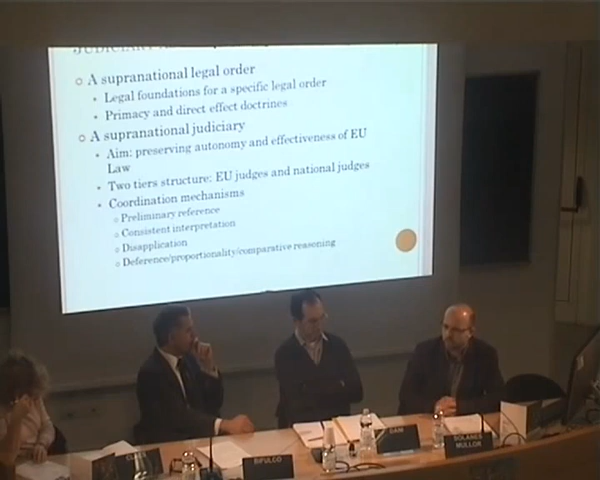 A supranational legal order
Legal foundations for a specific legal order
Primacy and direct effect doctrines
A supranational judiciary
Aim: preserving autonomy and effectiveness of EU
Law
Two tiers structure: EU judges and national judges
Coordination mechanisms
Preliminary reference
Consistent interpretation
Disapplication
Deference/proportionality/comparative reasoning
BIFULCO
SOLANES
MULLOR